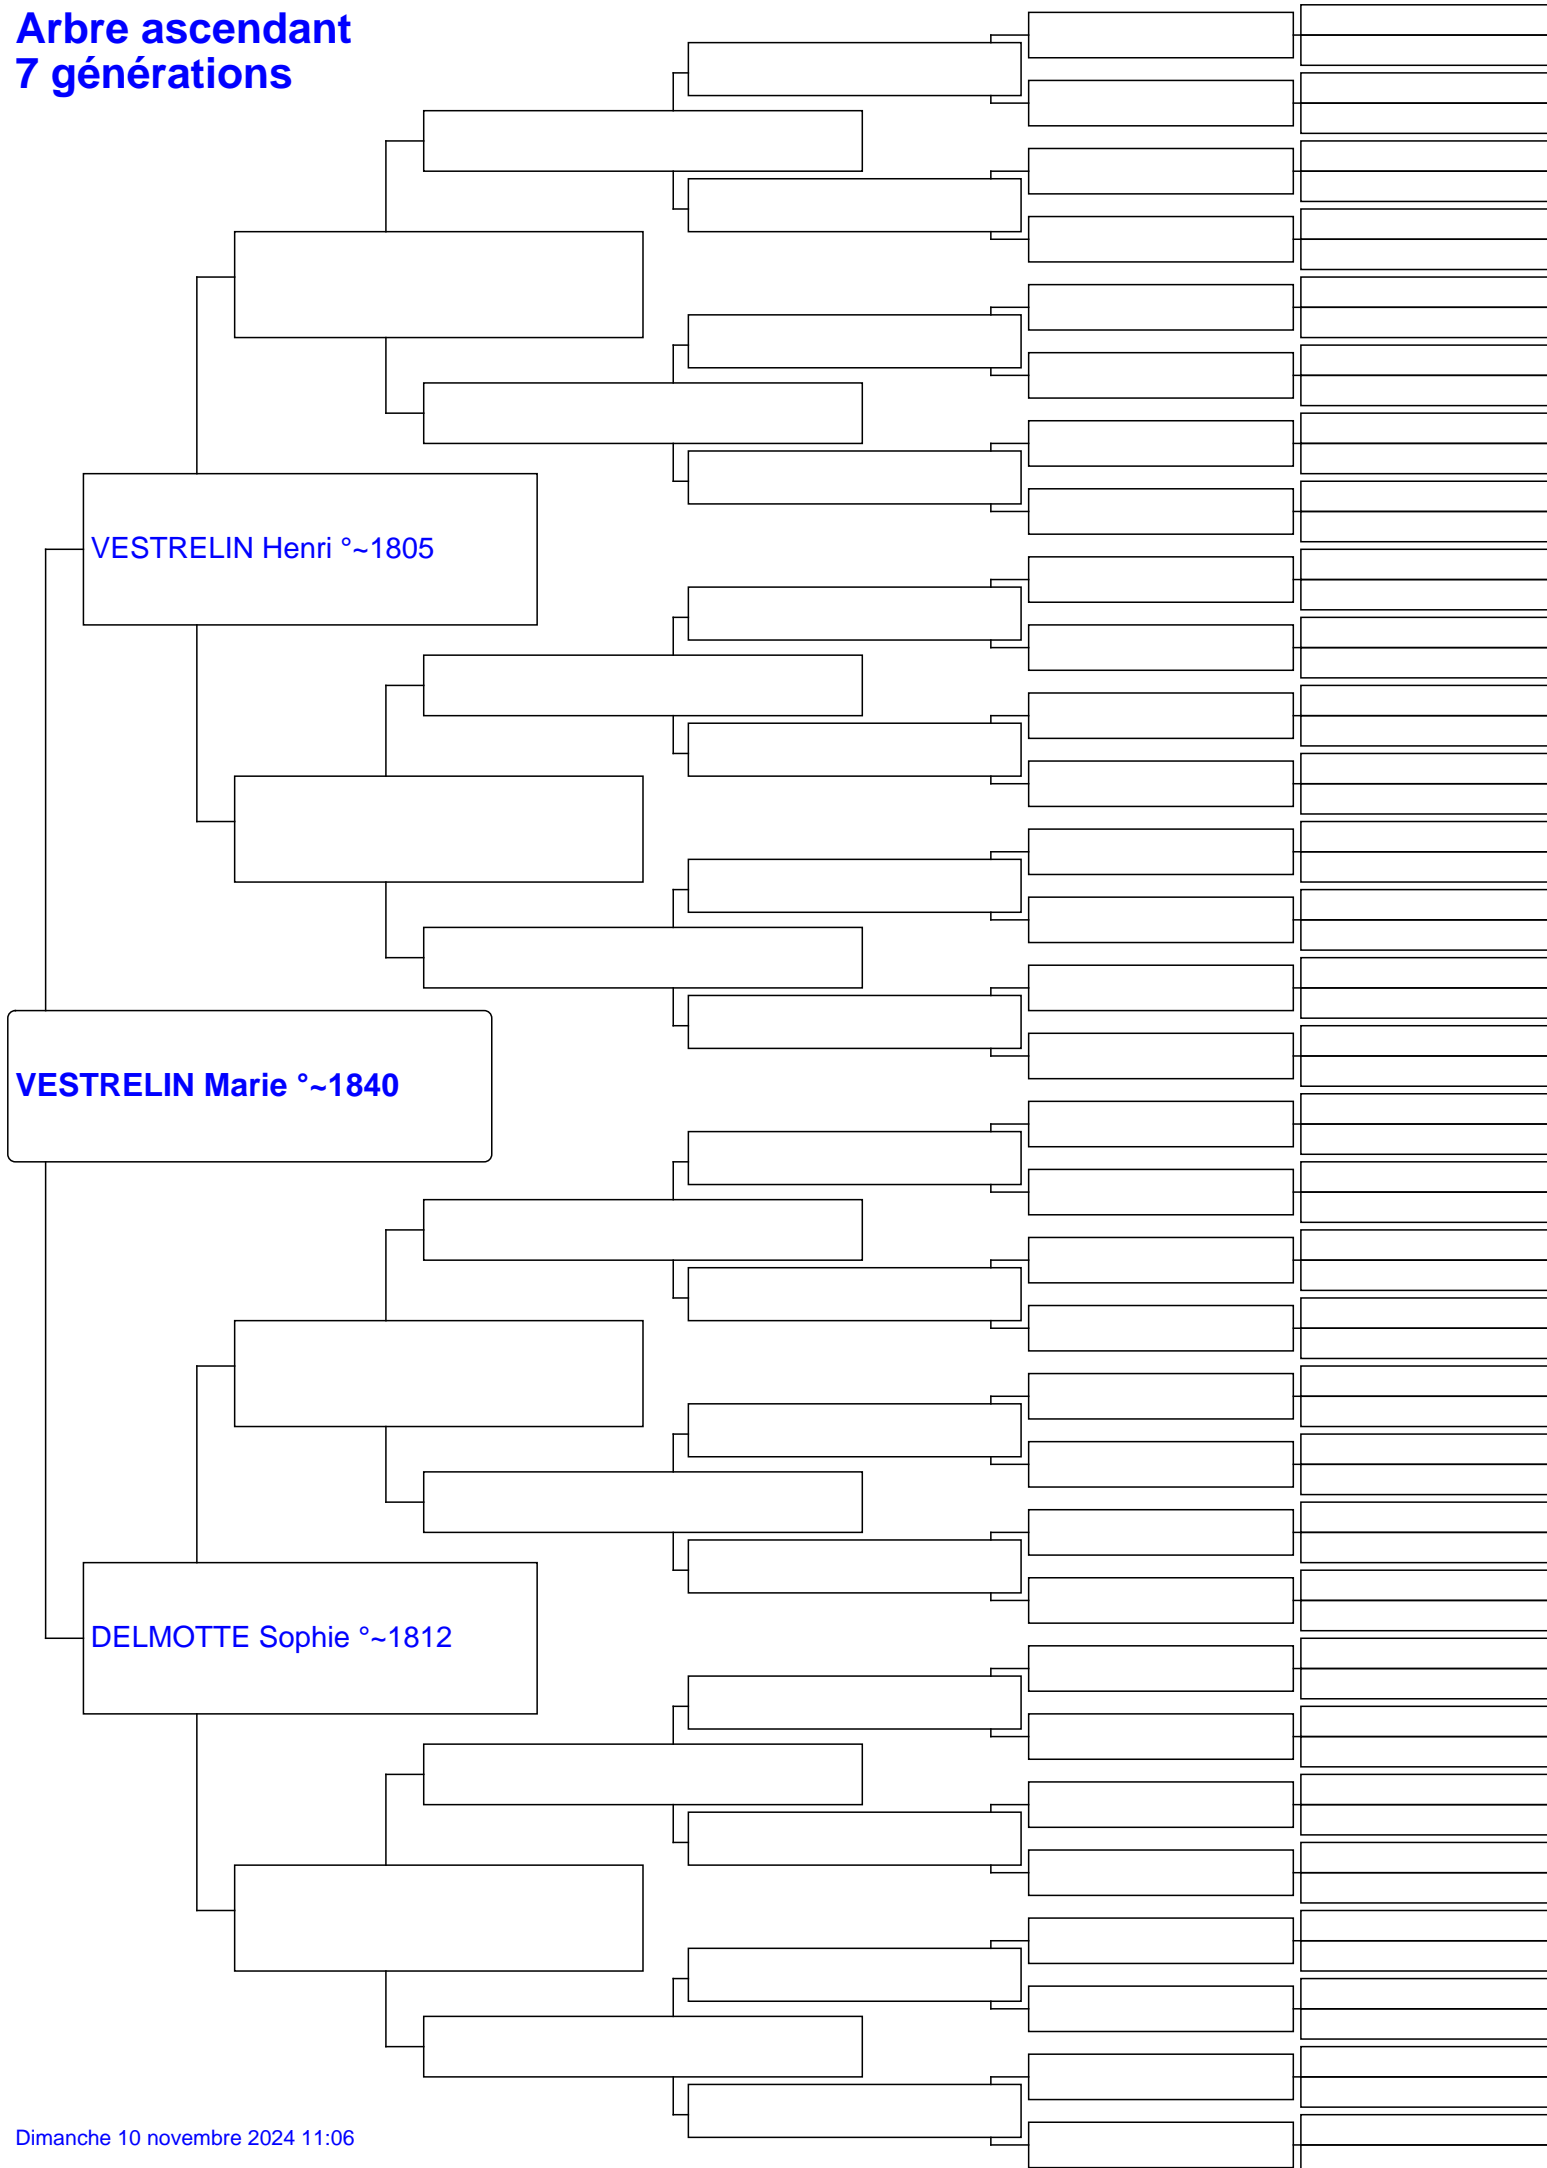 Arbre ascendant
7 générations
VESTRELIN Henri °~1805
VESTRELIN Marie °~1840
DELMOTTE Sophie °~1812
Dimanche 10 novembre 2024 11:06